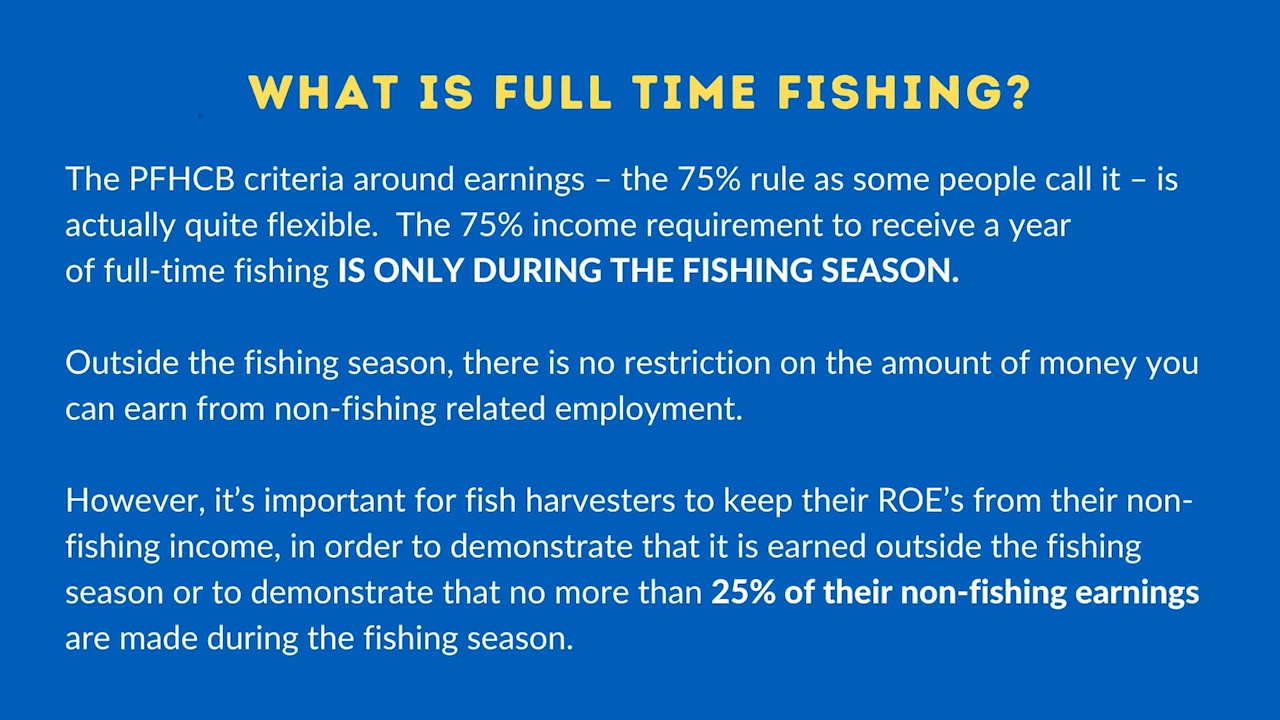 WHAT IS FULL TIME FISHING?
The PFHCB criteria around earnings – the 75% rule as some people call it – is
actually quite flexible.  The 75% income requirement to receive a year
of full-time fishing IS ONLY DURING THE FISHING SEASON.
Outside the fishing season, there is no restriction on the amount of money you
can earn from non-fishing related employment.
However, it’s important for fish harvesters to keep their ROE’s from their non-
fishing income, in order to demonstrate that it is earned outside the fishing
season or to demonstrate that no more than 25% of their non-fishing earnings
are made during the fishing season.